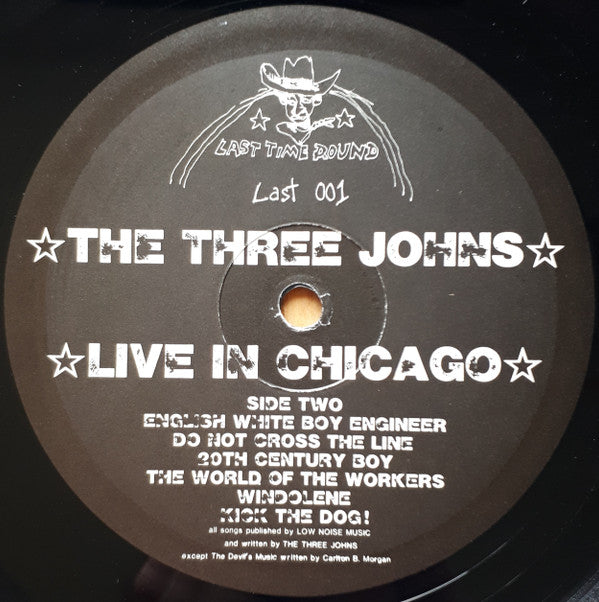 LAST TIME ROUND
Last 001
☆THE THREE JOHNS☆
☆LIVE IN CHICAGO☆
SIDE TWO
ENGLISH WHITE BOY ENGINEER
DO NOT CROSS THE LINE
20TH CENTURY BOY
THE WORLD OF THE WORKERS
WINDOLENE
KICK THE DOG!
all songs published by LOW NOISE MUSIC
and written by THE THREE JOHNS
except The Devil's Music written by Carlton B. Morgan